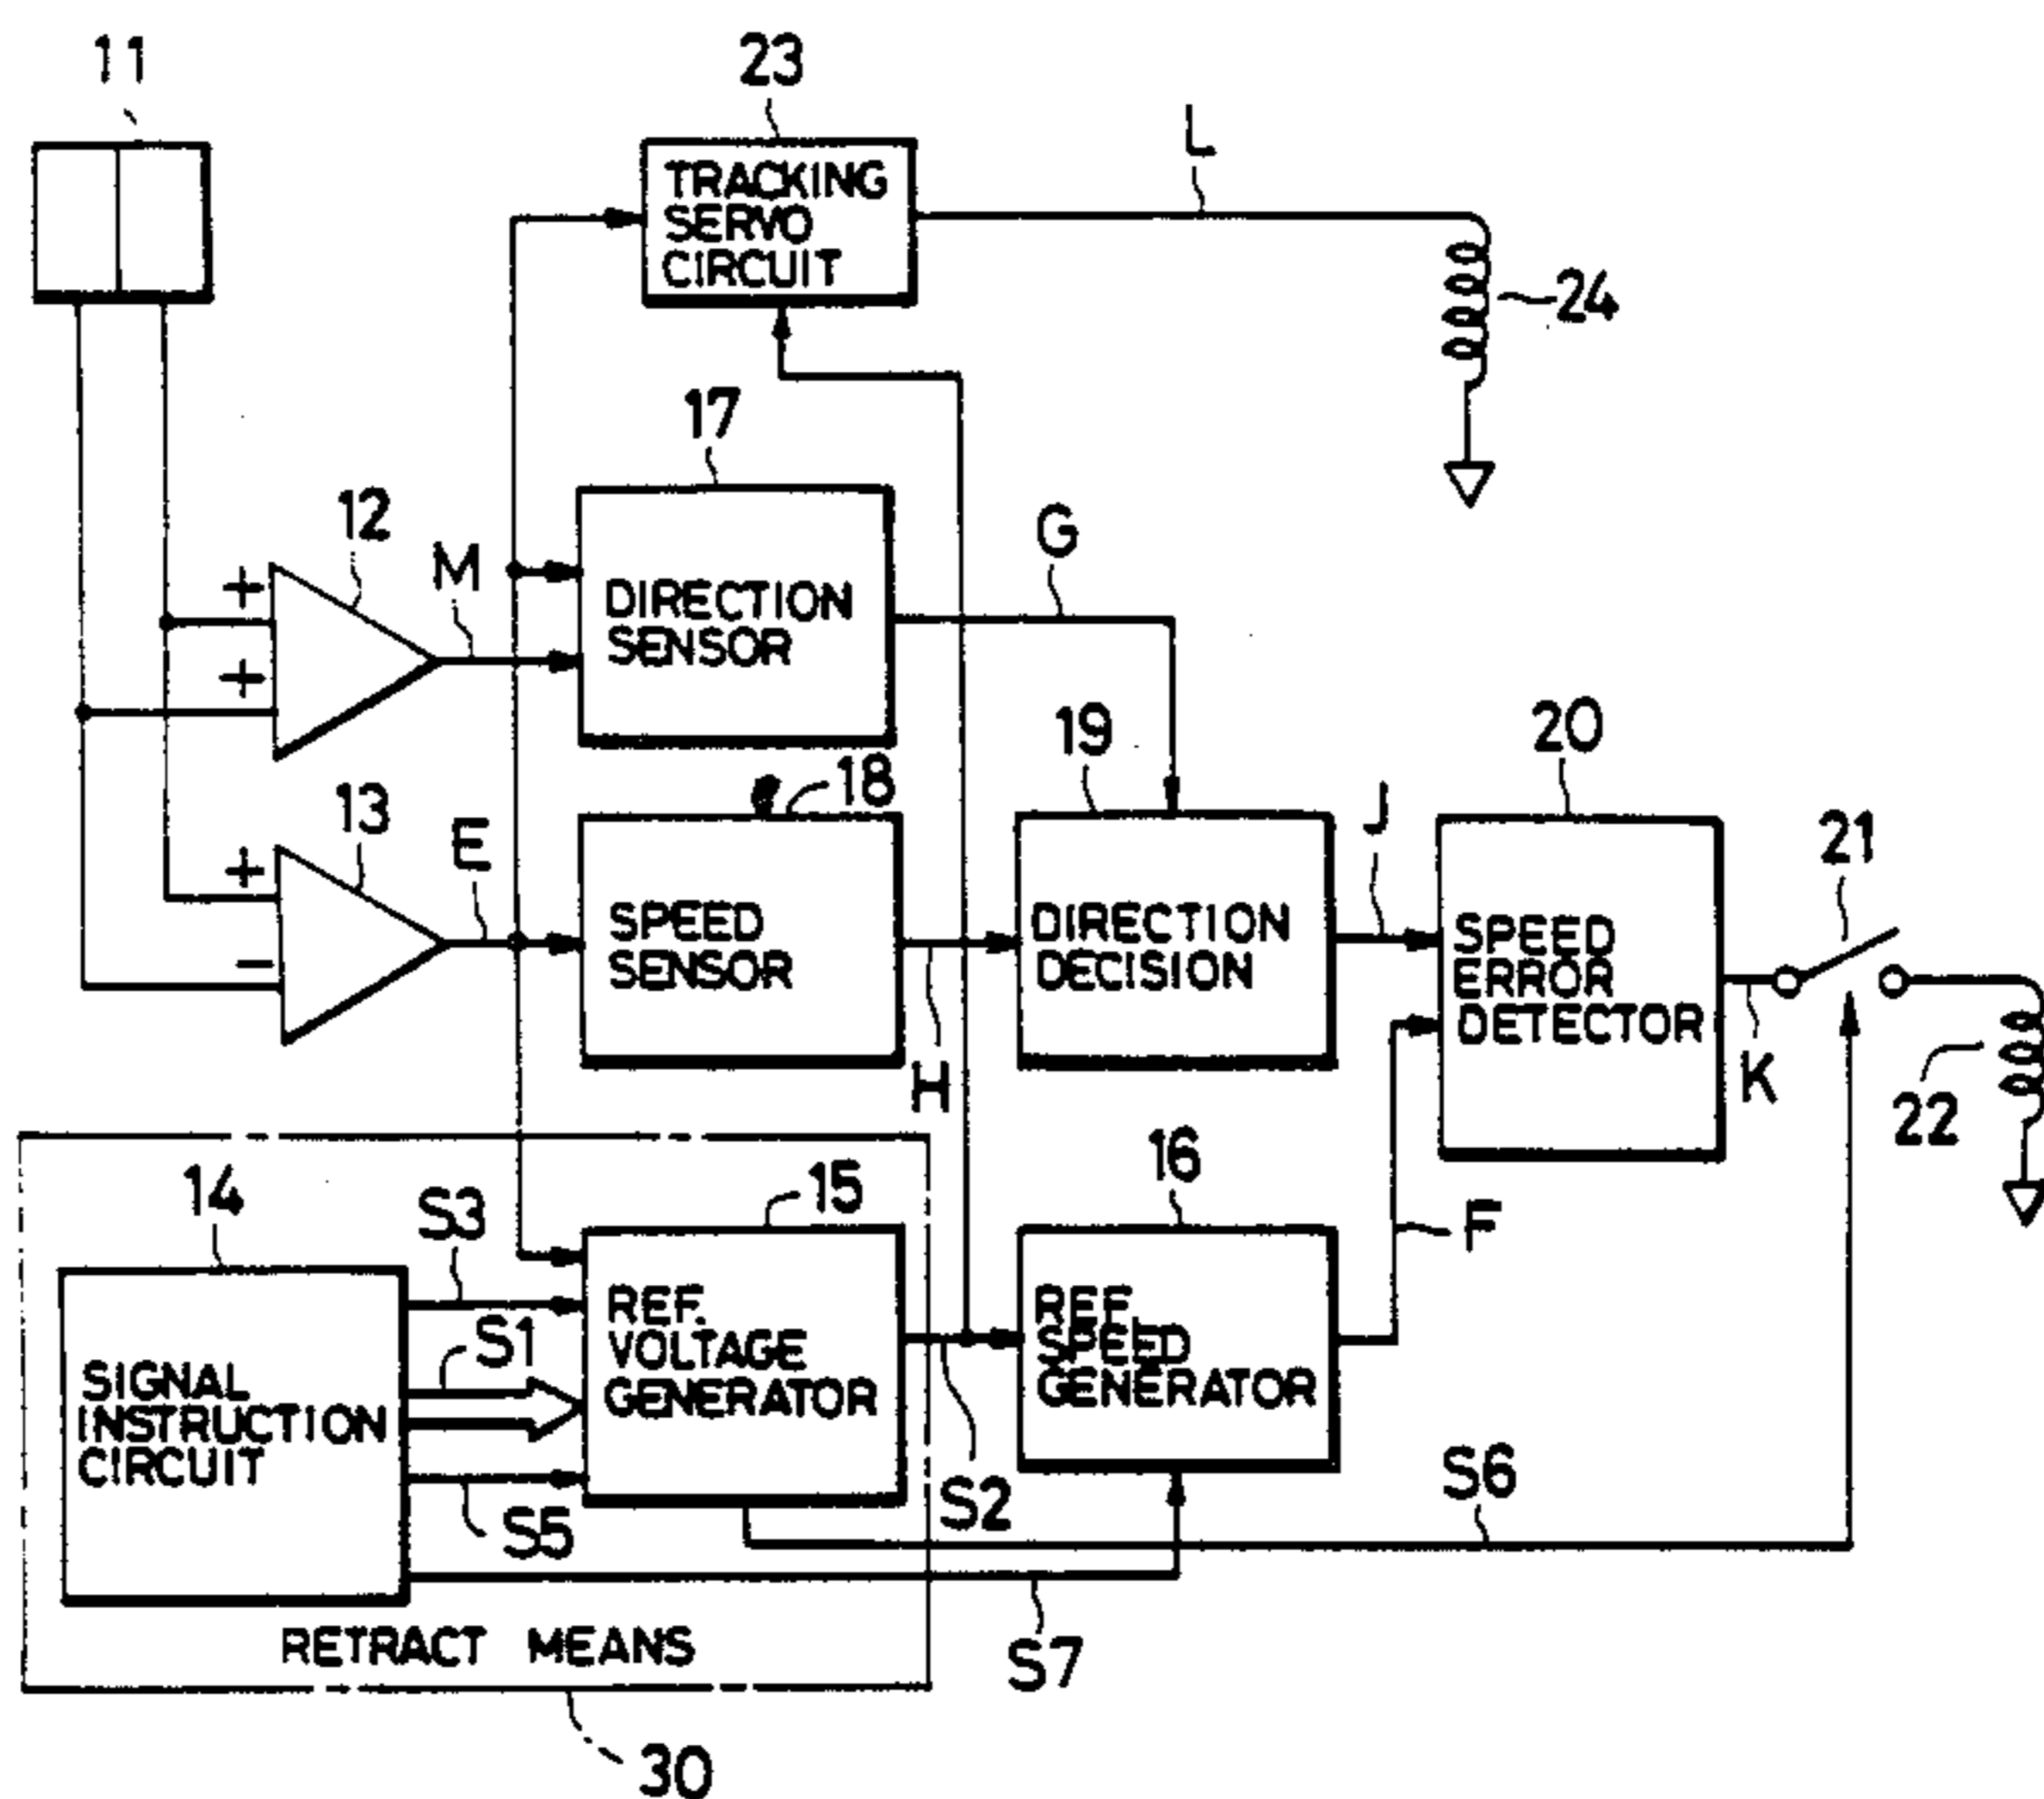 11
23
TRACKING
SERVO
CIRCUIT
L
24
17
12
M
+
+
DIRECTION
SENSOR
G
19
20
13
E
+
-
18
SPEED
SENSOR
H
DIRECTION
DECISION
J
SPEED
ERROR
DETECTOR
21
K
22
14
S3
15
16
F
S1
SIGNAL
INSTRUCTION
CIRCUIT
REF.
VOLTAGE
GENERATOR
REF.
SPEED
GENERATOR
S5
S2
S6
S7
RETRACT MEANS
30